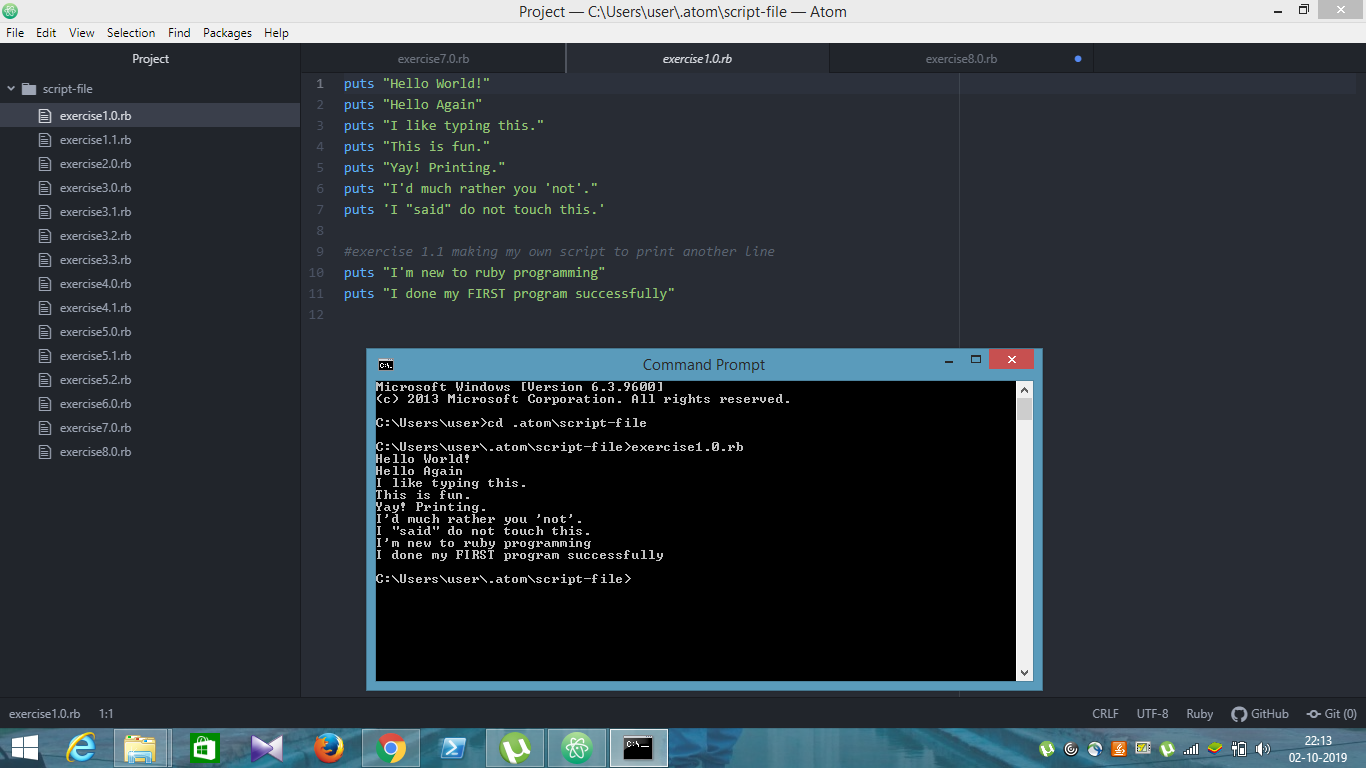 Project — C:\Users\user\.atom\script-file — Atom
File Edit View Selection Find Packages Help
Project
exercise7.0.rb exercise1.0.rb exercise8.0.rb
script-file
exercise1.0.rb
exercise1.1.rb
exercise2.0.rb
exercise3.0.rb
exercise3.1.rb
exercise3.2.rb
exercise3.3.rb
exercise4.0.rb
exercise4.1.rb
exercise5.0.rb
exercise5.1.rb
exercise5.2.rb
exercise6.0.rb
exercise7.0.rb
exercise8.0.rb
1 puts "Hello World!"
2 puts "Hello Again"
3 puts "I like typing this."
4 puts "This is fun."
5 puts "Yay! Printing."
6 puts "I'd much rather you 'not'."
7 puts 'I "said" do not touch this.'
8
9 #exercise 1.1 making my own script to print another line
10 puts "I'm new to ruby programming"
11 puts "I done my FIRST program successfully"
12
Command Prompt
Microsoft Windows [Version 6.3.9600]
(c) 2013 Microsoft Corporation. All rights reserved.
C:\Users\user>cd .atom\script-file
C:\Users\user\.atom\script-file>exercise1.0.rb
Hello World!
Hello Again
I like typing this.
This is fun.
Yay! Printing.
I'd much rather you 'not'.
I "said" do not touch this.
I'm new to ruby programming
I done my FIRST program successfully
C:\Users\user\.atom\script-file>
exercise1.0.rb 1:1 CRLF UTF-8 Ruby GitHub Git (0)
22:13
02-10-2019